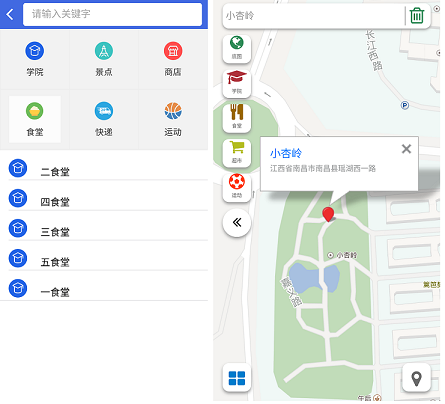 请输入关键字
学院
景点
商店
食堂
快递
运动
二食堂
四食堂
三食堂
五食堂
一食堂
小杏岭
长江西路
学院
食堂
超市
运动
小杏岭
江西省南昌市南昌县瑶湖西一路
小杏岭